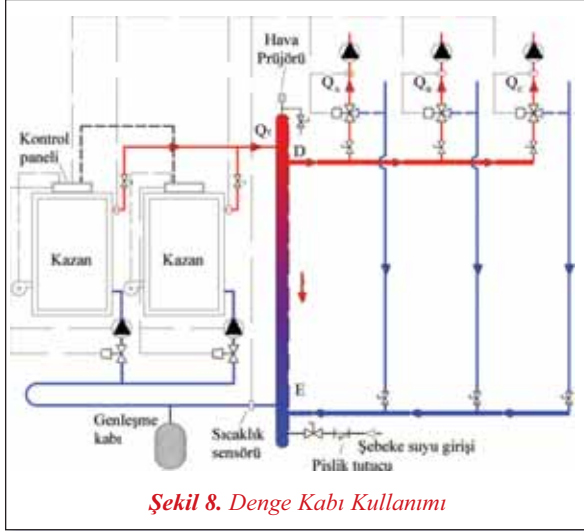 Hava
Prüjörü
Q_A
Q_B
Q_C
Kontrol
paneli
Q_T
D
Kazan
Kazan
E
Genleşme
kabı
Sıcaklık
sensörü
Şebeke suyu girişi
Pislik tutucu
Şekil 8. Denge Kabı Kullanımı